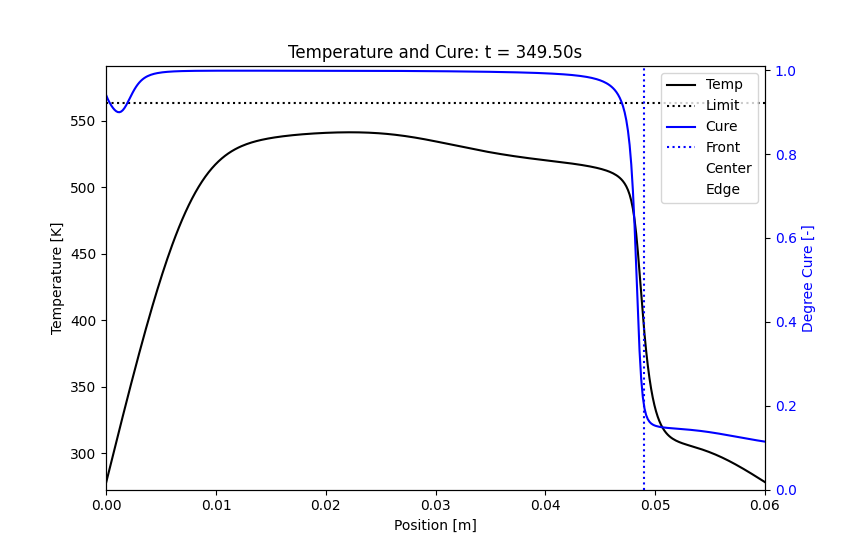 Temperature and Cure: t = 349.50s
Temp
Limit
Cure
Front
Center
Edge
Temperature [K]
550
500
450
400
350
300
Degree Cure [-]
1.0
0.8
0.6
0.4
0.2
0.0
0.00 0.01 0.02 0.03 0.04 0.05 0.06
Position [m]